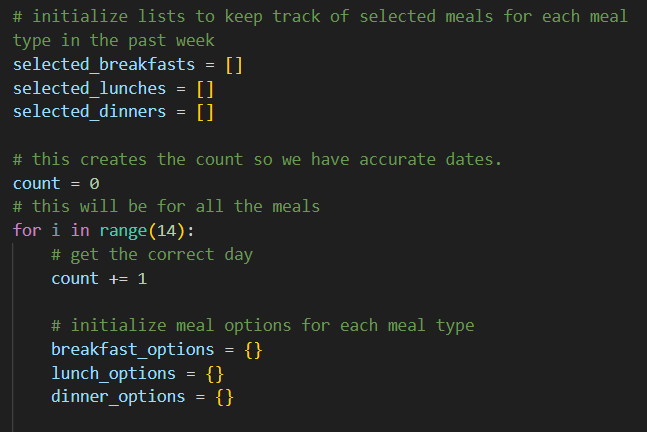 # initialize lists to keep track of selected meals for each meal
type in the past week
selected_breakfasts = []
selected_lunches = []
selected_dinners = []
# this creates the count so we have accurate dates.
count = 0
# this will be for all the meals
for i in range(14):
    # get the correct day
    count += 1
    # initialize meal options for each meal type
    breakfast_options = {}
    lunch_options = {}
    dinner_options = {}